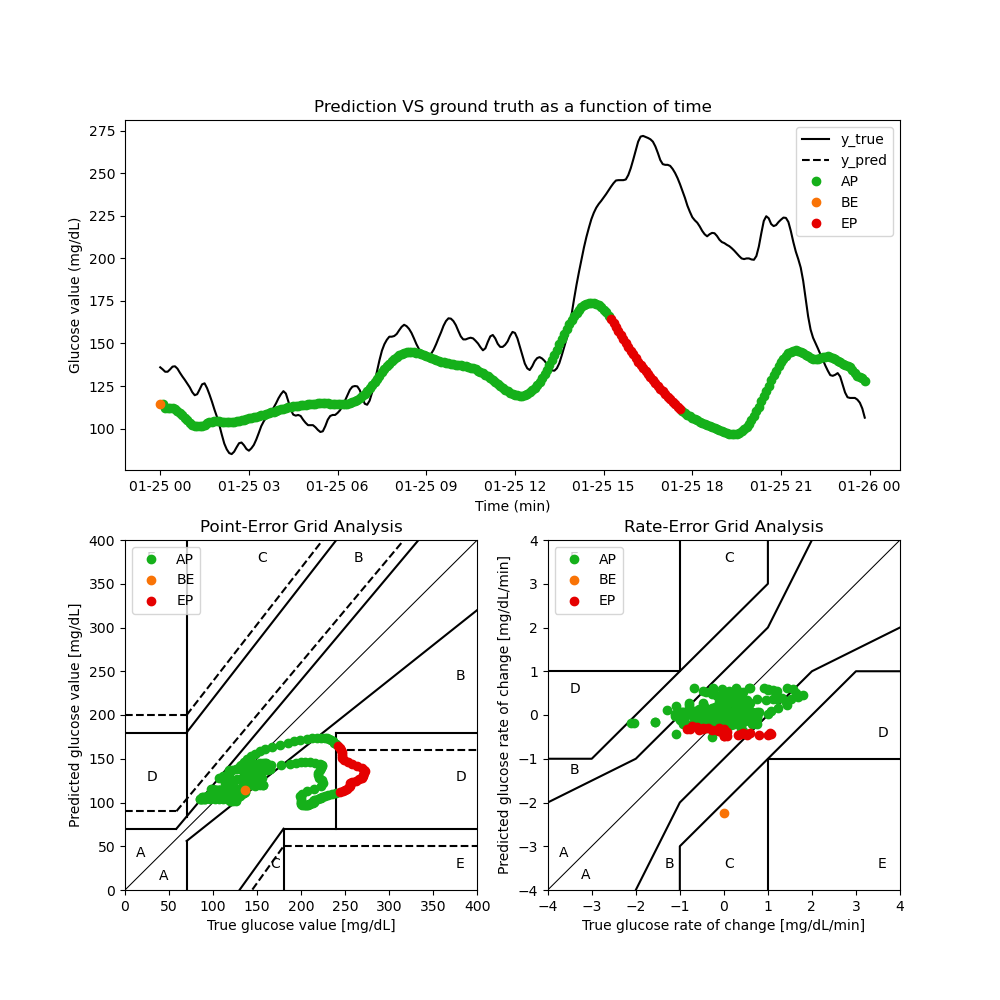 Prediction VS ground truth as a function of time
Glucose value (mg/dL)
275
250
225
200
175
150
125
100
y_true
y_pred
AP
BE
EP
01-25 00 01-25 03 01-25 06 01-25 09 01-25 12 01-25 15 01-25 18 01-25 21 01-26 00
Time (min)
Point-Error Grid Analysis
Predicted glucose value [mg/dL]
400
350
300
250
200
150
100
50
0
AP
BE
EP
C
B
B
D
D
A
A
C
E
0 50 100 150 200 250 300 350 400
True glucose value [mg/dL]
Rate-Error Grid Analysis
Predicted glucose rate of change [mg/dL/min]
4
3
2
1
0
−1
−2
−3
−4
AP
BE
EP
C
D
D
B
A
A
B
C
E
−4 −3 −2 −1 0 1 2 3 4
True glucose rate of change [mg/dL/min]